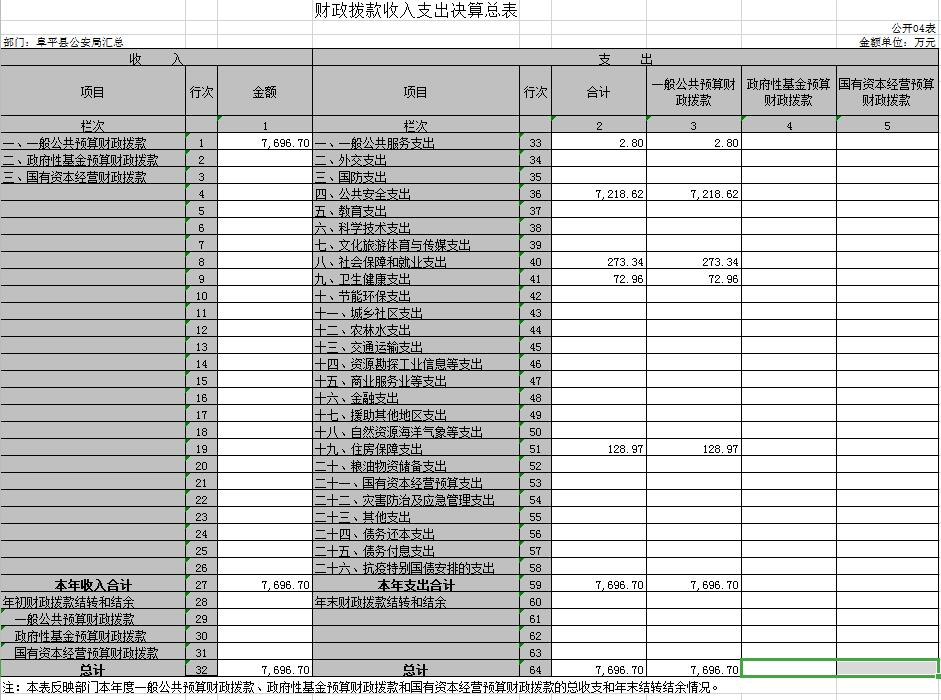 财政拨款收入支出决算总表
公开04表
部门：阜平县公安局汇总 金额单位：万元
收 入 支 出
项目 行次 金额 项目 行次 合计 一般公共预算财政拨款 政府性基金预算财政拨款 国有资本经营预算财政拨款
栏次 1 栏次 2 3 4 5
一、一般公共预算财政拨款 1 7,696.70 一、一般公共服务支出 33 2.80 2.80
二、政府性基金预算财政拨款 2 二、外交支出 34
三、国有资本经营财政拨款 3 三、国防支出 35
4 四、公共安全支出 36 7,218.62 7,218.62
5 五、教育支出 37
6 六、科学技术支出 38
7 七、文化旅游体育与传媒支出 39
8 八、社会保障和就业支出 40 273.34 273.34
9 九、卫生健康支出 41 72.96 72.96
10 十、节能环保支出 42
11 十一、城乡社区支出 43
12 十二、农林水支出 44
13 十三、交通运输支出 45
14 十四、资源勘探工业信息等支出 46
15 十五、商业服务业等支出 47
16 十六、金融支出 48
17 十七、援助其他地区支出 49
18 十八、自然资源海洋气象等支出 50
19 十九、住房保障支出 51 128.97 128.97
20 二十、粮油物资储备支出 52
21 二十一、国有资本经营预算支出 53
22 二十二、灾害防治及应急管理支出 54
23 二十三、其他支出 55
24 二十四、债务还本支出 56
25 二十五、债务付息支出 57
26 二十六、抗疫特别国债安排的支出 58
本年收入合计 27 7,696.70 本年支出合计 59 7,696.70 7,696.70
年初财政拨款结转和结余 28 年末财政拨款结转和结余 60
一般公共预算财政拨款 29 61
政府性基金预算财政拨款 30 62
国有资本经营预算财政拨款 31 63
总计 32 7,696.70 总计 64 7,696.70 7,696.70
注：本表反映部门本年度一般公共预算财政拨款、政府性基金预算财政拨款和国有资本经营预算财政拨款的总收支和年末结转结余情况。